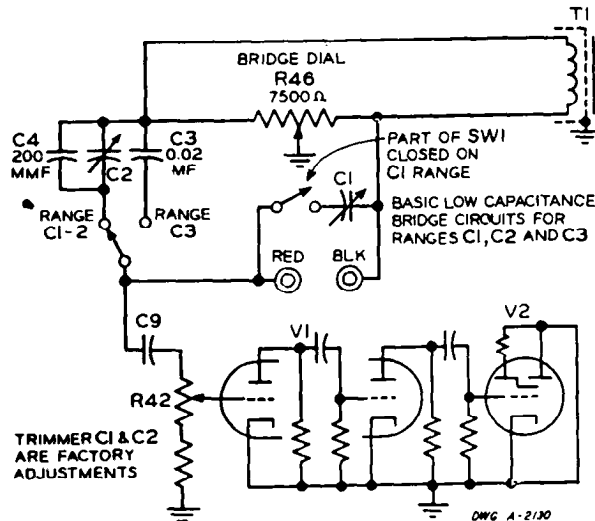 T1
BRIDGE DIAL
R46
7500Ω
C4
200
MMF
C2
C3
0.02
MF
PART OF SW1
CLOSED ON
C1 RANGE
C1
RANGE
C1-2
RANGE
C3
BASIC LOW CAPACITANCE
BRIDGE CIRCUITS FOR
RANGES C1, C2 AND C3
RED
BLK
C9
V1
V2
R42
TRIMMER C1 & C2
ARE FACTORY
ADJUSTMENTS
DWG A-2130